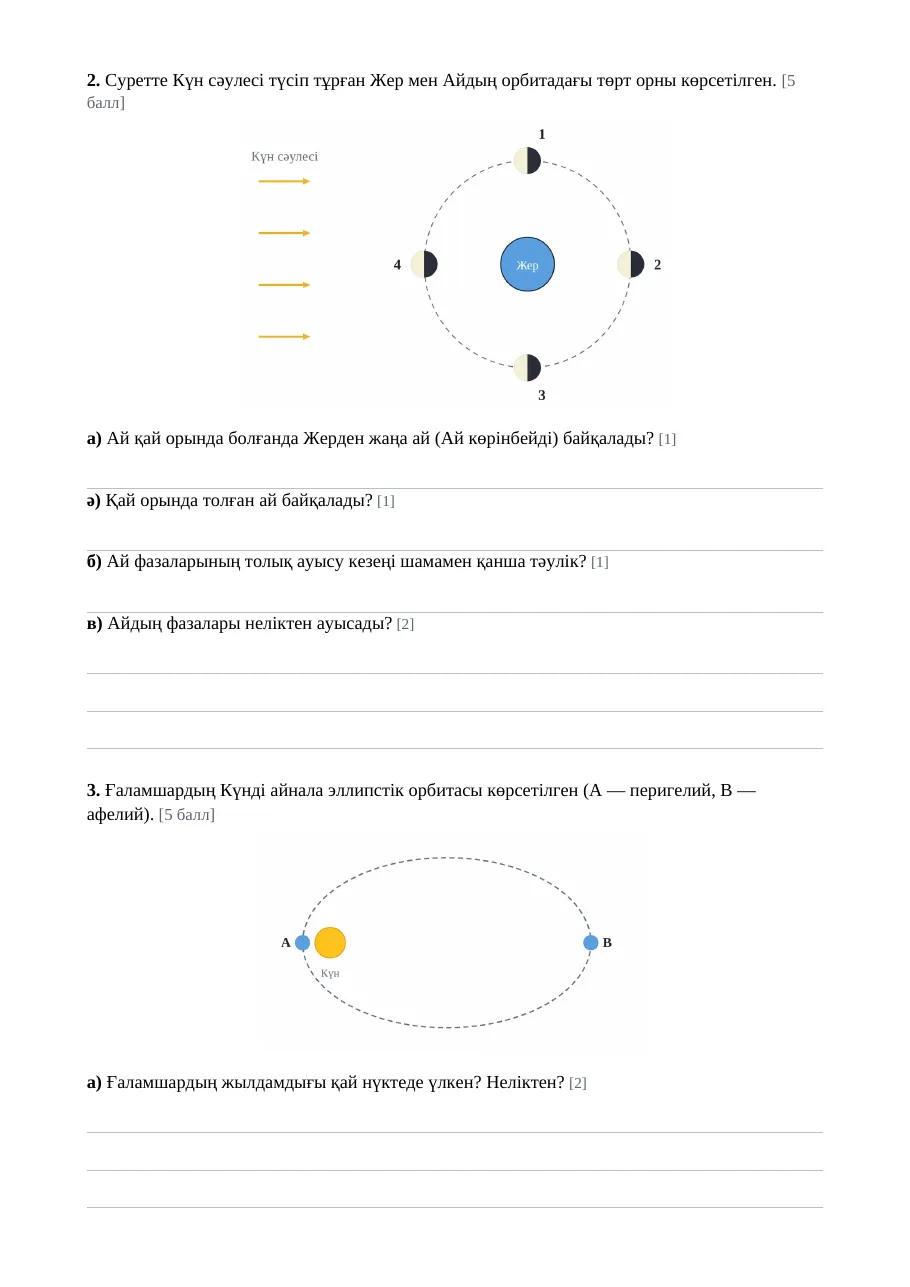 2. Суретте Күн сәулесі түсіп тұрған Жер мен Айдың орбитадағы төрт орны көрсетілген. [5
балл]
1
Күн сәулесі
4
Жер
2
3
а) Ай қай орында болғанда Жерден жаңа ай (Ай көрінбейді) байқалады? [1]
ә) Қай орында толған ай байқалады? [1]
б) Ай фазаларының толық ауысу кезеңі шамамен қанша тәулік? [1]
в) Айдың фазалары неліктен ауысады? [2]
3. Ғаламшардың Күнді айнала эллипстік орбитасы көрсетілген (А — перигелий, В —
афелий). [5 балл]
А
В
Күн
а) Ғаламшардың жылдамдығы қай нүктеде үлкен? Неліктен? [2]